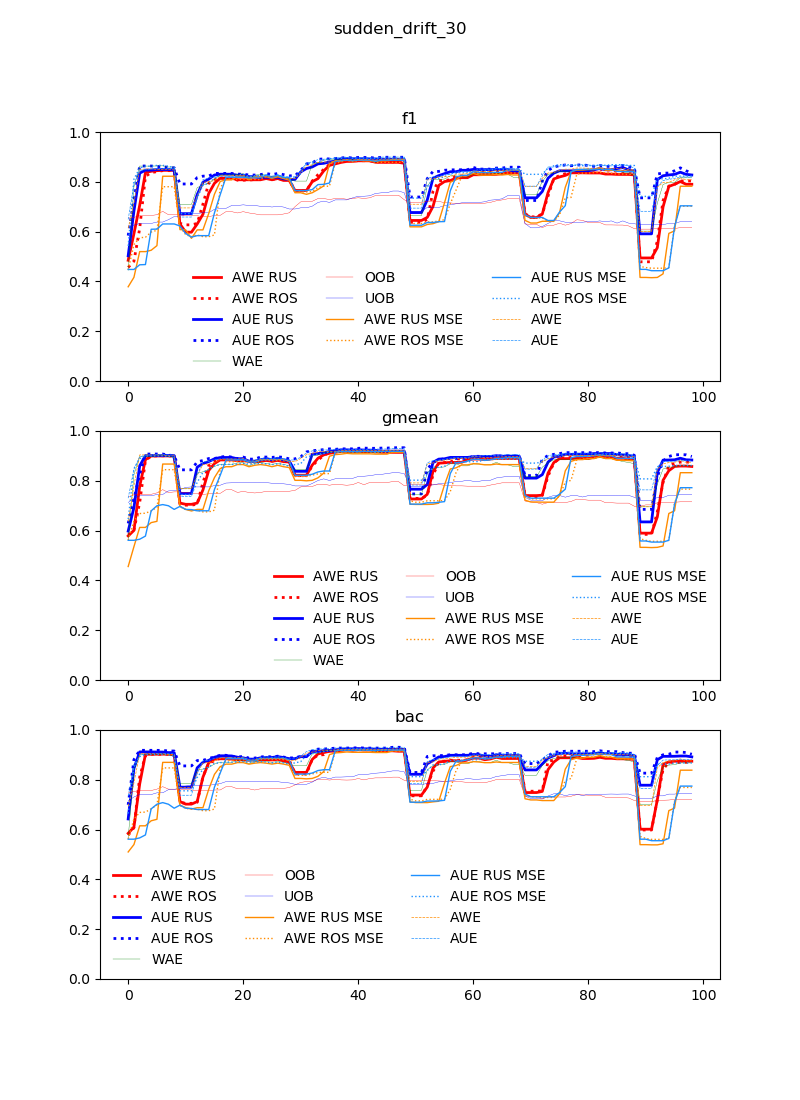 sudden_drift_30
f1
1.0
0.8
0.6
0.4
0.2
0.0
AWE RUS OOB AUE RUS MSE
AWE ROS UOB AUE ROS MSE
AUE RUS AWE RUS MSE AWE
AUE ROS AWE ROS MSE AUE
WAE
0 20 40 60 80 100
gmean
1.0
0.8
0.6
0.4
0.2
0.0
AWE RUS OOB AUE RUS MSE
AWE ROS UOB AUE ROS MSE
AUE RUS AWE RUS MSE AWE
AUE ROS AWE ROS MSE AUE
WAE
0 20 40 60 80 100
bac
1.0
0.8
0.6
0.4
0.2
0.0
AWE RUS OOB AUE RUS MSE
AWE ROS UOB AUE ROS MSE
AUE RUS AWE RUS MSE AWE
AUE ROS AWE ROS MSE AUE
WAE
0 20 40 60 80 100